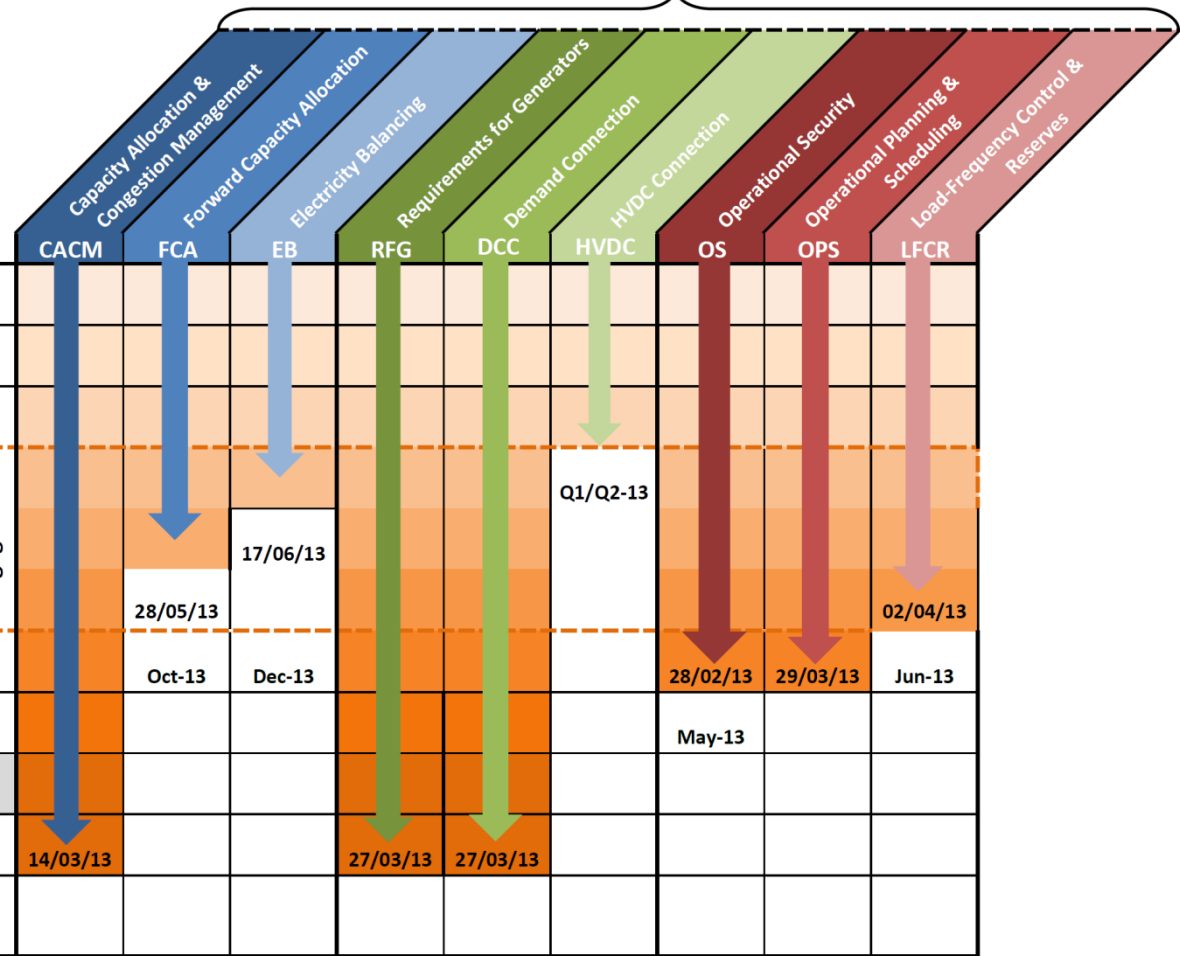 Capacity Allocation &
Congestion Management
Forward Capacity Allocation
Electricity Balancing
Requirements for Generators
Demand Connection
HVDC Connection
Operational Security
Operational Planning &
Scheduling
Load-Frequency Control &
Reserves
CACM FCA EB RFG DCC HVDC OS OPS LFCR
Q1/Q2-13
17/06/13
28/05/13 02/04/13
Oct-13 Dec-13 28/02/13 29/03/13 Jun-13
May-13
14/03/13 27/03/13 27/03/13